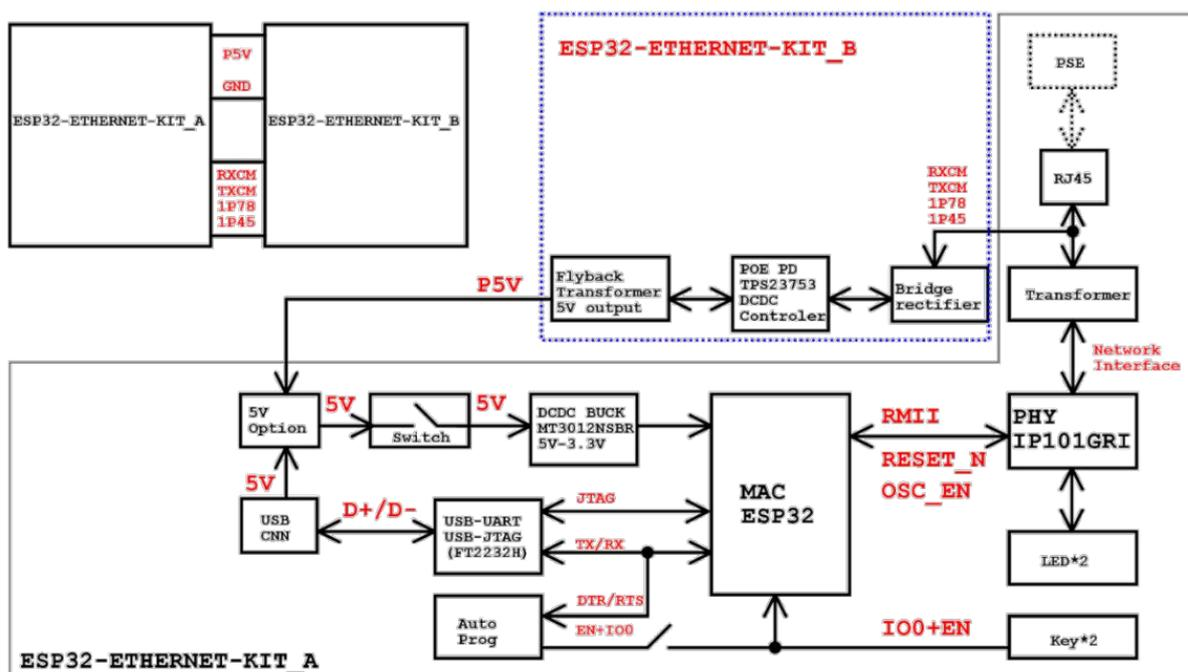 P5V
GND
ESP32-ETHERNET-KIT_A
ESP32-ETHERNET-KIT_B
RXCM
TXCM
1P78
1P45
ESP32-ETHERNET-KIT_B
PSE
RJ45
RXCM
TXCM
1P78
1P45
P5V
Flyback
Transformer
5V output
POE PD
TPS23753
DCDC
Controler
Bridge
rectifier
Transformer
Network
Interface
5V
Option
5V
Switch
5V
DCDC BUCK
MT3012NSBR
5V-3.3V
MAC
ESP32
RMII
RESET_N
OSC_EN
PHY
IP101GRI
5V
USB
CNN
D+/D-
USB-UART
USB-JTAG
(FT2232H)
JTAG
TX/RX
LED*2
DTR/RTS
Auto
Prog
EN+IO0
IO0+EN
Key*2
ESP32-ETHERNET-KIT_A